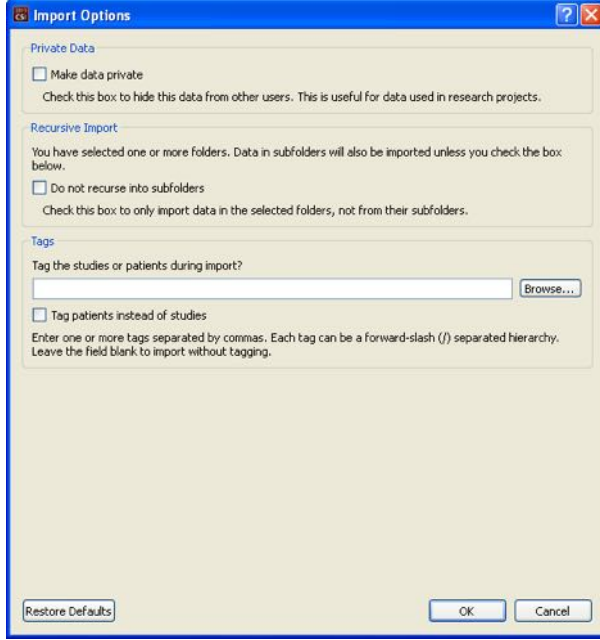 Import Options
Private Data
Make data private
Check this box to hide this data from other users. This is useful for data used in research projects.
Recursive Import
You have selected one or more folders. Data in subfolders will also be imported unless you check the box
below.
Do not recurse into subfolders
Check this box to only import data in the selected folders, not from their subfolders.
Tags
Tag the studies or patients during import?
Browse...
Tag patients instead of studies
Enter one or more tags separated by commas. Each tag can be a forward-slash (/) separated hierarchy.
Leave the field blank to import without tagging.
Restore Defaults
OK
Cancel